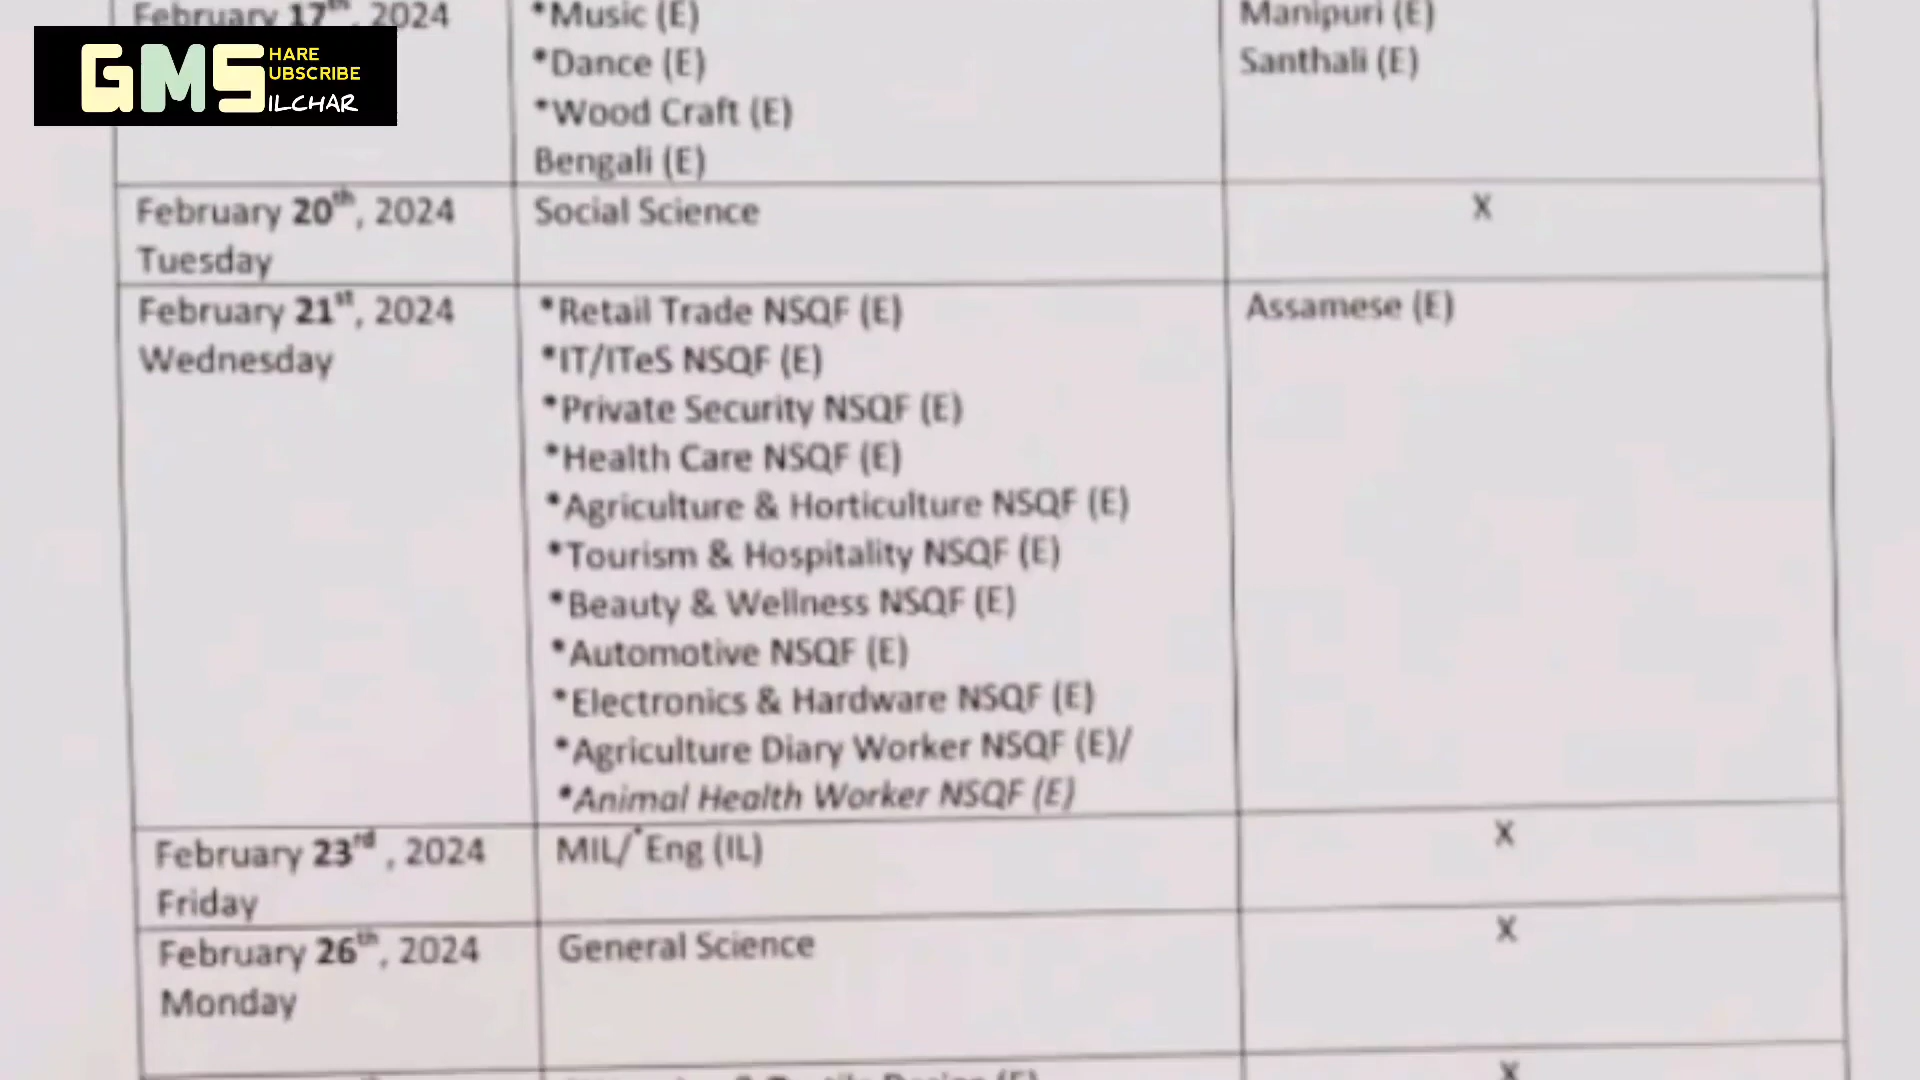 February 17th, 2024
*Music (E)
Manipuri (E)
*Dance (E)
Santhali (E)
*Wood Craft (E)
Bengali (E)
GMS
HARE
UBSCRIBE
ILCHAR
February 20th, 2024
Tuesday
Social Science
X
February 21st, 2024
Wednesday
*Retail Trade NSQF (E)
*IT/ITeS NSQF (E)
*Private Security NSQF (E)
*Health Care NSQF (E)
*Agriculture & Horticulture NSQF (E)
*Tourism & Hospitality NSQF (E)
*Beauty & Wellness NSQF (E)
*Automotive NSQF (E)
*Electronics & Hardware NSQF (E)
*Agriculture Diary Worker NSQF (E)/
*Animal Health Worker NSQF (E)
Assamese (E)
February 23rd , 2024
Friday
MIL/*Eng (IL)
X
February 26th, 2024
Monday
General Science
X
X